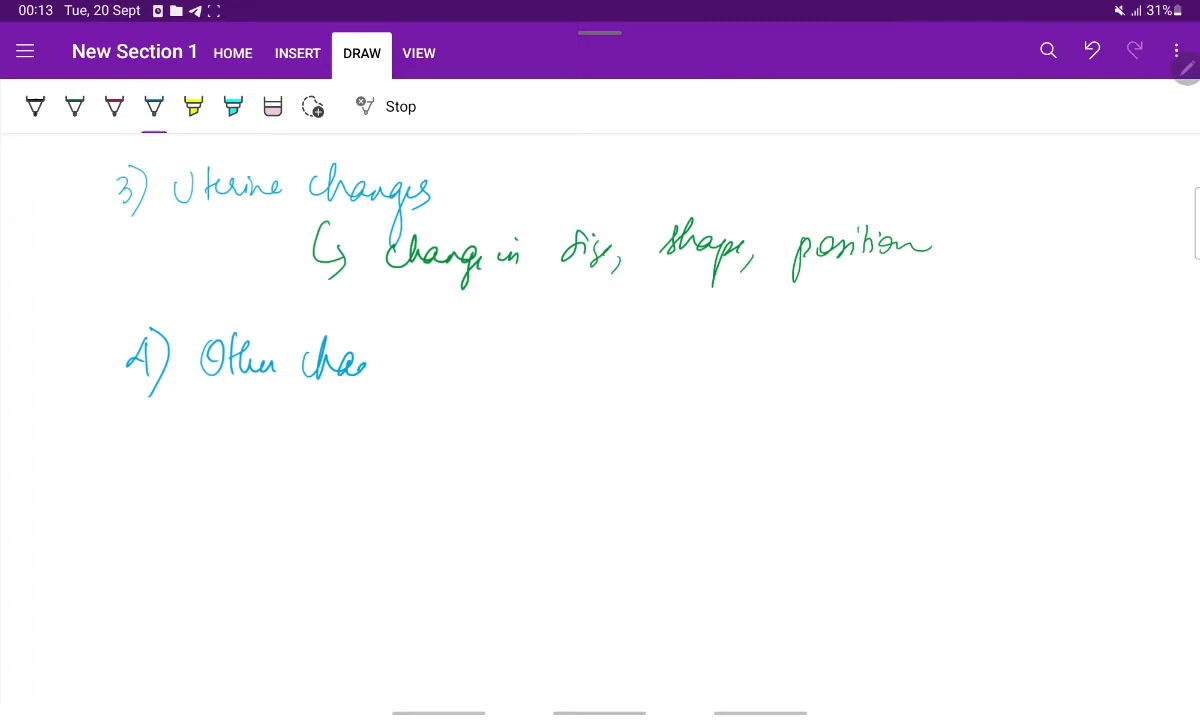 00:13 Tue, 20 Sept 31%
New Section 1 HOME INSERT DRAW VIEW
Stop
3) Uterine changes
↳ change in size, shape, position
4) Other cha